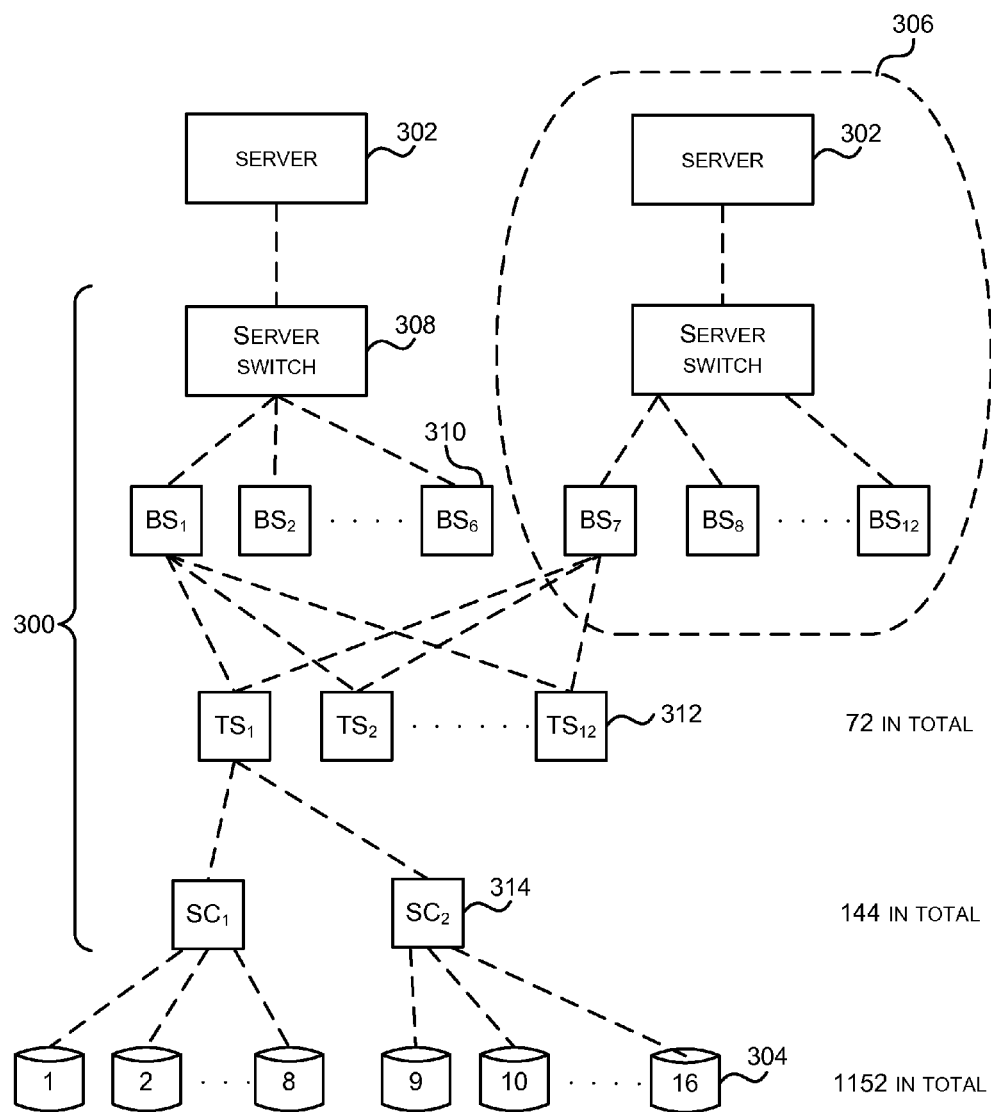 306
302
302
SERVER
SERVER
308
SERVER
SWITCH
SERVER
SWITCH
310
BS₁
BS₂
. . . . .
BS₆
BS₇
BS₈
. . . . .
BS₁₂
300
TS₁
TS₂
. . . . . . .
TS₁₂
312
72 IN TOTAL
SC₁
SC₂
314
144 IN TOTAL
1
2
. . . .
8
9
10
. . . . .
16
304
1152 IN TOTAL